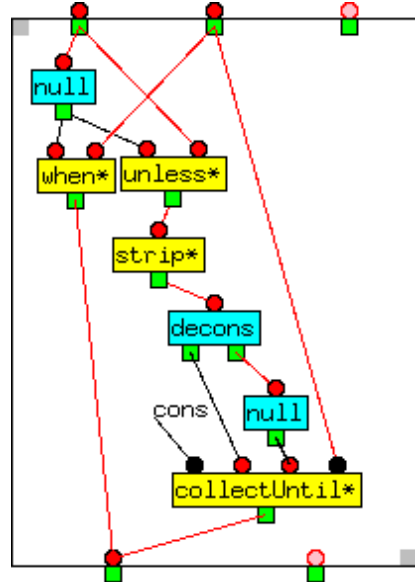 null
when*
unless*
strip*
decons
cons
null
collectUntil*